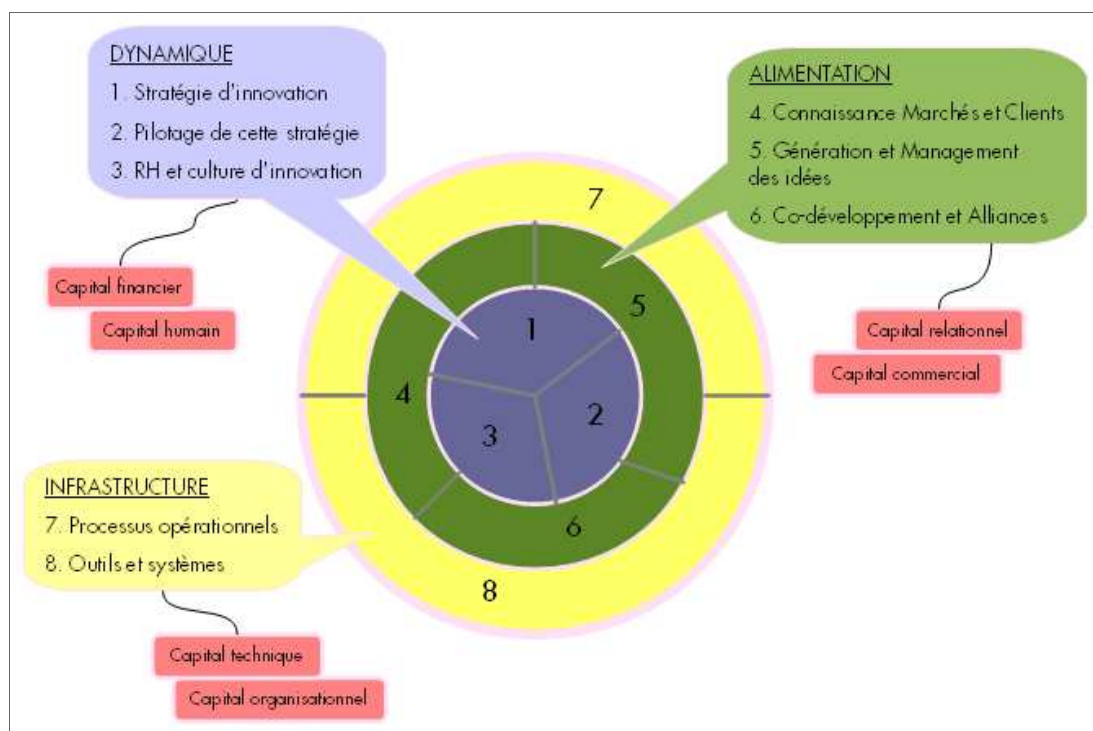 DYNAMIQUE
1. Stratégie d'innovation
2. Pilotage de cette stratégie
3. RH et culture d'innovation
Capital financier
Capital humain
ALIMENTATION
4. Connaissance Marchés et Clients
5. Génération et Management
des idées
6. Co-développement et Alliances
Capital relationnel
Capital commercial
7
5
1
4
2
3
6
8
INFRASTRUCTURE
7. Processus opérationnels
8. Outils et systèmes
Capital technique
Capital organisationnel